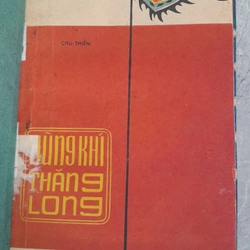 CHU-THIÊN
HÙNG KHÍ
THĂNG
LONG